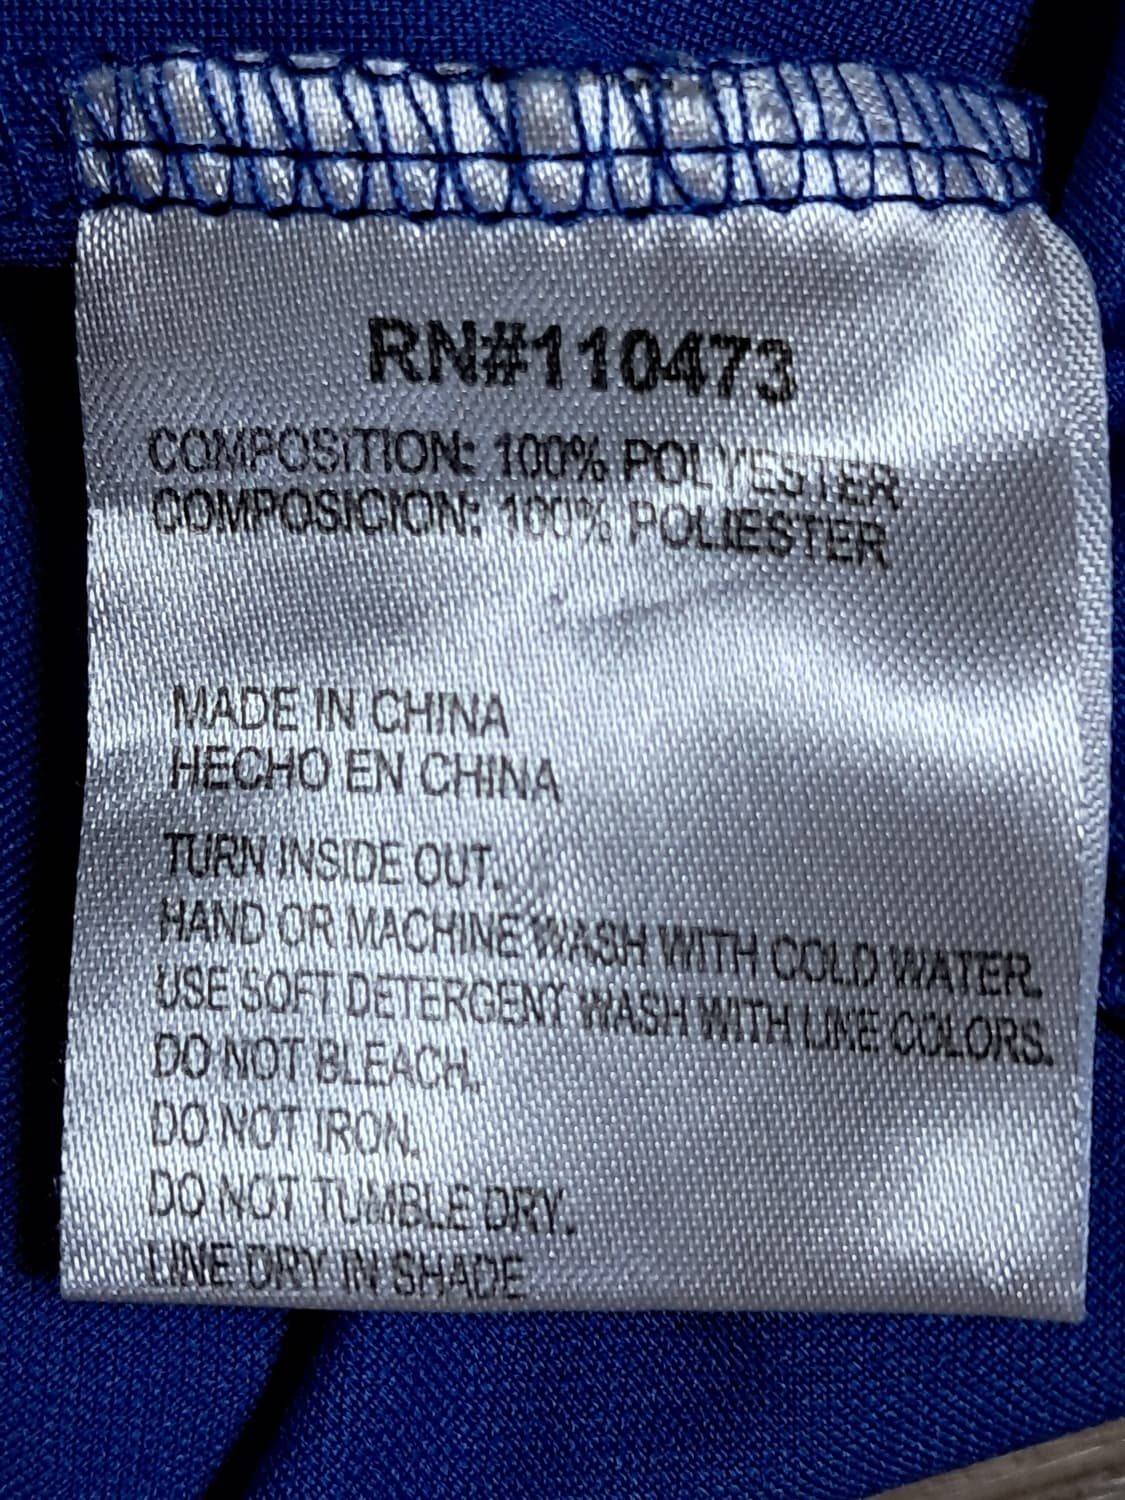 RN#110473
COMPOSITION: 100% POLYESTER
COMPOSICION: 100% POLIESTER
MADE IN CHINA
HECHO EN CHINA
TURN INSIDE OUT.
HAND OR MACHINE WASH WITH COLD WATER.
USE SOFT DETERGENT WASH WITH LIKE COLORS.
DO NOT BLEACH.
DO NOT IRON.
DO NOT TUMBLE DRY.
LINE DRY IN SHADE